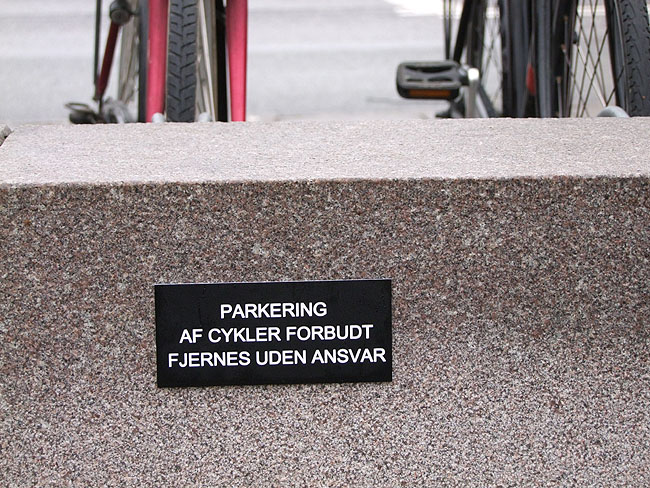 PARKERING
AF CYKLER FORBUDT
FJERNES UDEN ANSVAR